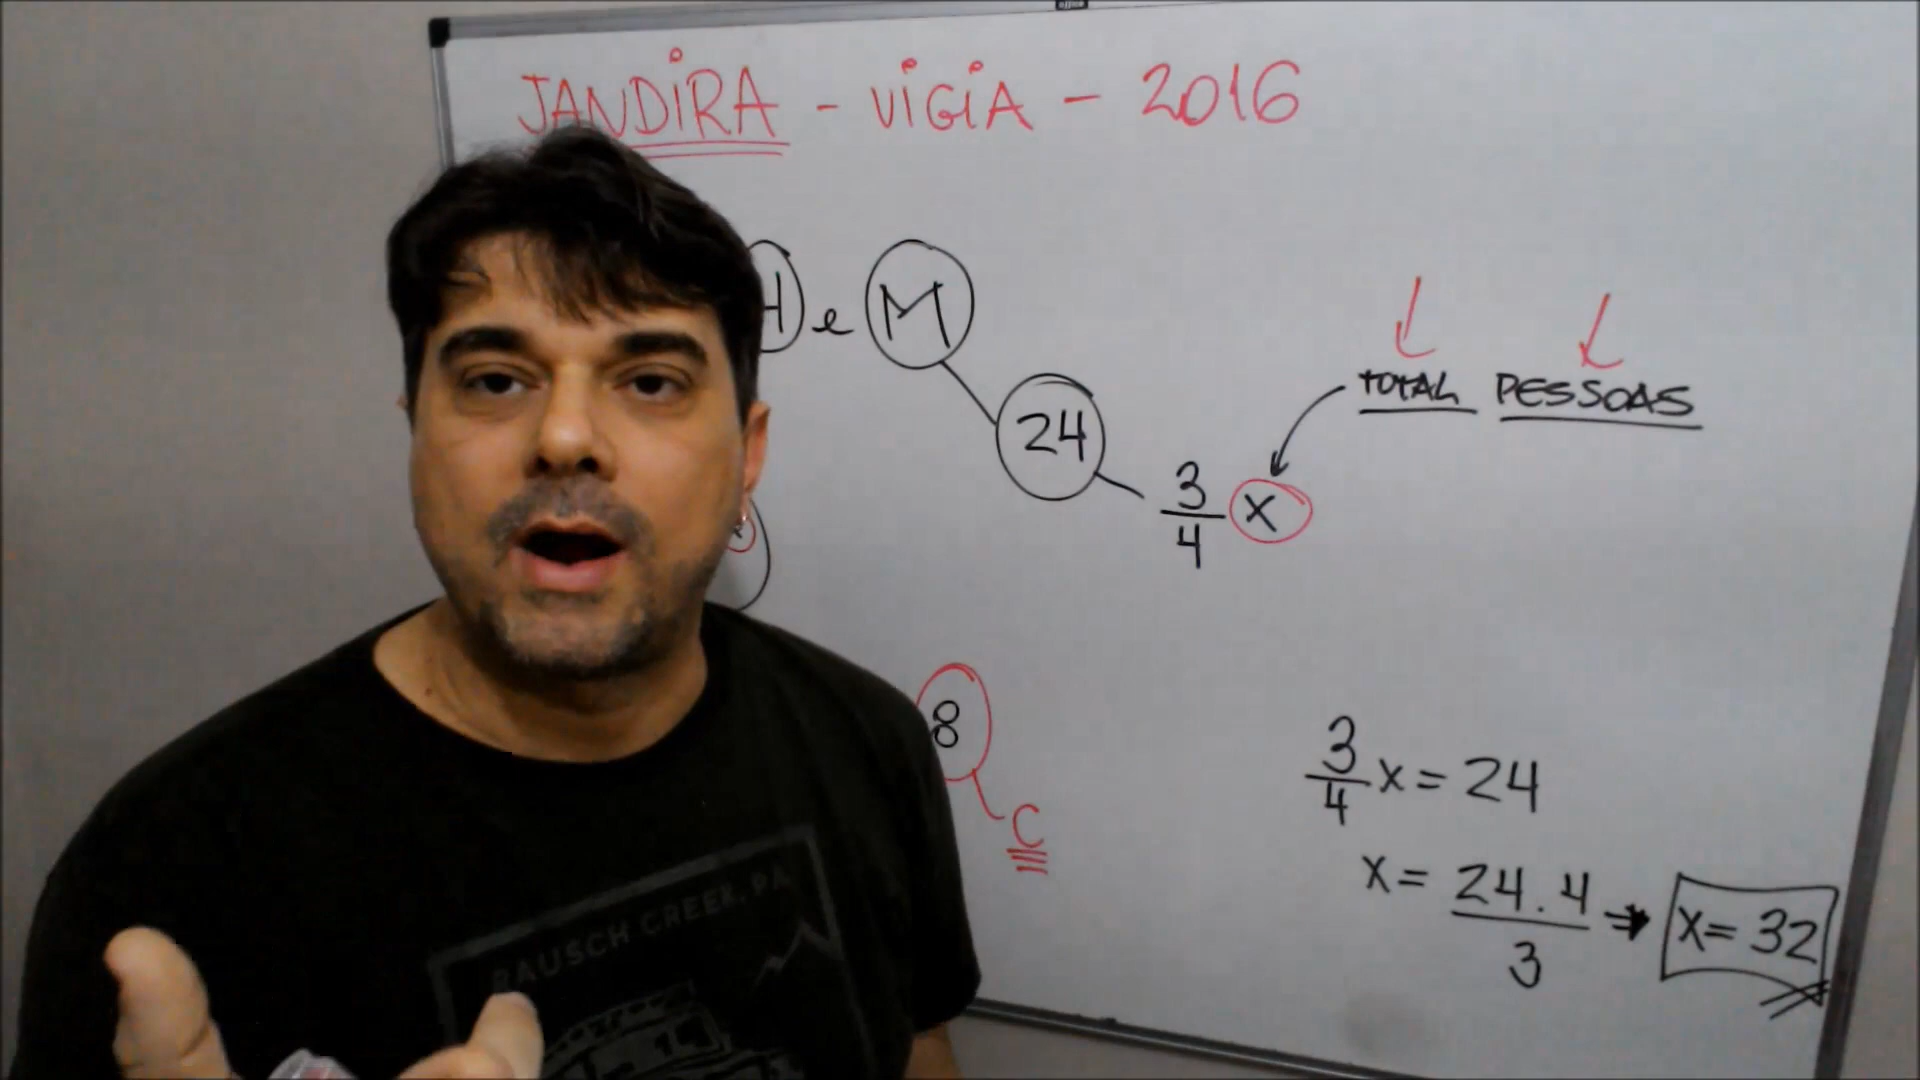 JANDIRA - VIGIA - 2016
H e M
24
TOTAL PESSOAS
3/4 x
x
8
C
3/4 x = 24
x = 24 . 4 / 3 ⇒ x = 32
RAUSCH CREEK, PA